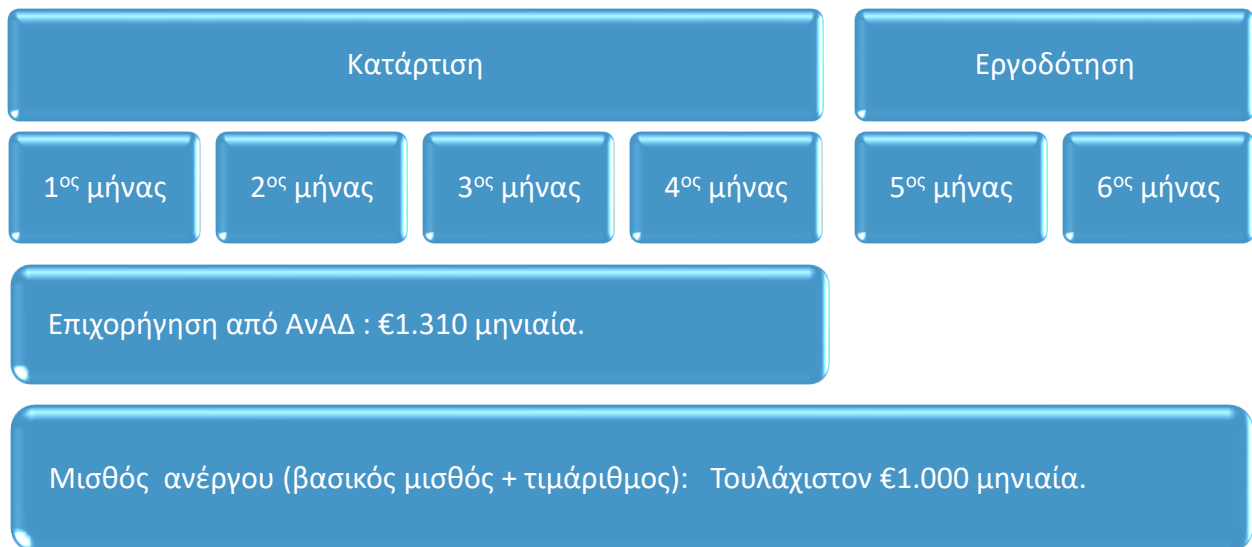 Κατάρτιση Εργοδότηση
1ος μήνας 2ος μήνας 3ος μήνας 4ος μήνας 5ος μήνας 6ος μήνας
Επιχορήγηση από ΑνΑΔ : €1.310 μηνιαία.
Μισθός ανέργου (βασικός μισθός + τιμάριθμος): Τουλάχιστον €1.000 μηνιαία.